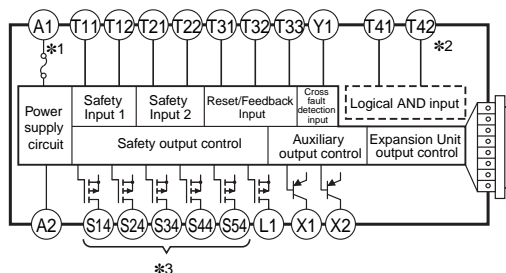 A1 T11 T12 T21 T22 T31 T32 T33 Y1 T41 T42
✻1 ✻2
Power supply circuit
Safety Input 1
Safety Input 2
Reset/Feedback Input
Cross fault detection input
Logical AND input
Safety output control
Auxiliary output control
Expansion Unit output control
A2 S14 S24 S34 S44 S54 L1 X1 X2
✻3